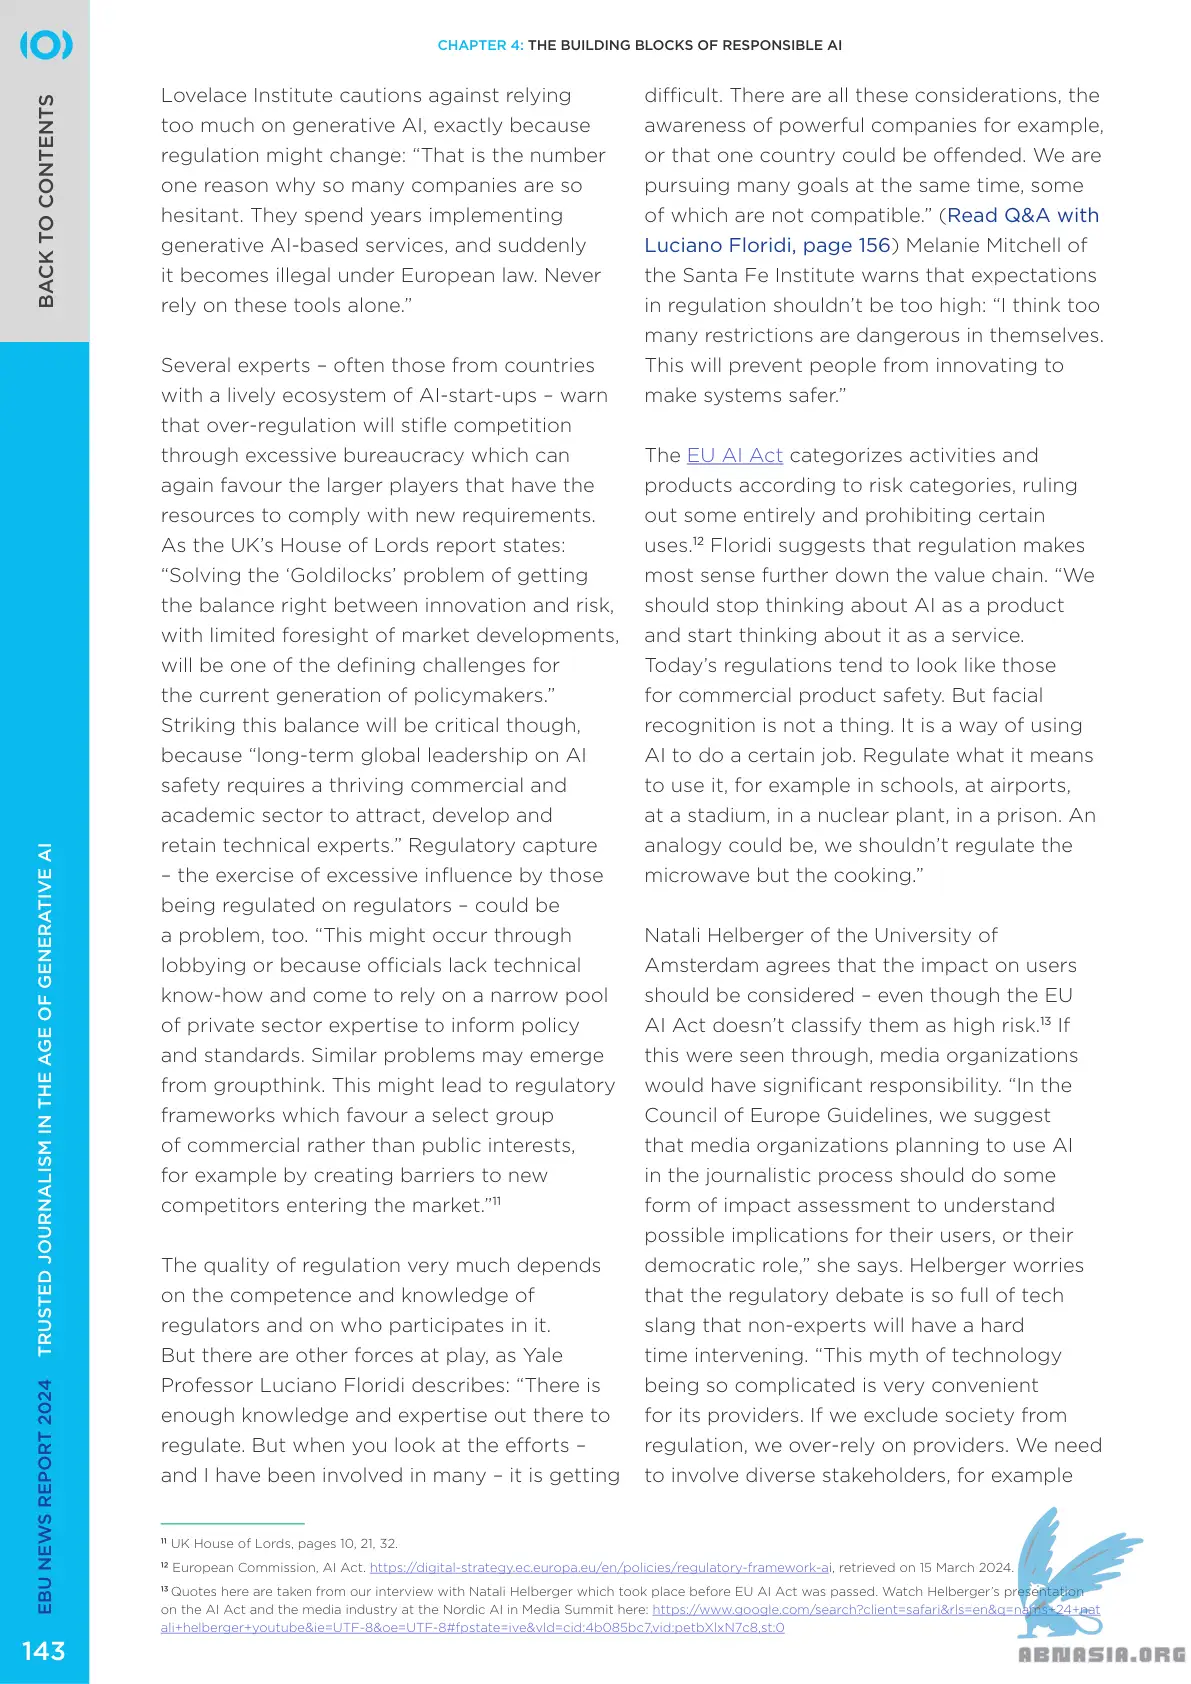 CHAPTER 4: THE BUILDING BLOCKS OF RESPONSIBLE AI
BACK TO CONTENTS
Lovelace Institute cautions against relying
too much on generative AI, exactly because
regulation might change: “That is the number
one reason why so many companies are so
hesitant. They spend years implementing
generative AI-based services, and suddenly
it becomes illegal under European law. Never
rely on these tools alone.”
Several experts – often those from countries
with a lively ecosystem of AI-start-ups – warn
that over-regulation will stifle competition
through excessive bureaucracy which can
again favour the larger players that have the
resources to comply with new requirements.
As the UK’s House of Lords report states:
“Solving the ‘Goldilocks’ problem of getting
the balance right between innovation and risk,
with limited foresight of market developments,
will be one of the defining challenges for
the current generation of policymakers.”
Striking this balance will be critical though,
because “long-term global leadership on AI
safety requires a thriving commercial and
academic sector to attract, develop and
retain technical experts.” Regulatory capture
– the exercise of excessive influence by those
being regulated on regulators – could be
a problem, too. “This might occur through
lobbying or because officials lack technical
know-how and come to rely on a narrow pool
of private sector expertise to inform policy
and standards. Similar problems may emerge
from groupthink. This might lead to regulatory
frameworks which favour a select group
of commercial rather than public interests,
for example by creating barriers to new
competitors entering the market.”¹¹
The quality of regulation very much depends
on the competence and knowledge of
regulators and on who participates in it.
But there are other forces at play, as Yale
Professor Luciano Floridi describes: “There is
enough knowledge and expertise out there to
regulate. But when you look at the efforts –
and I have been involved in many – it is getting
difficult. There are all these considerations, the
awareness of powerful companies for example,
or that one country could be offended. We are
pursuing many goals at the same time, some
of which are not compatible.” (Read Q&A with
Luciano Floridi, page 156) Melanie Mitchell of
the Santa Fe Institute warns that expectations
in regulation shouldn’t be too high: “I think too
many restrictions are dangerous in themselves.
This will prevent people from innovating to
make systems safer.”
The EU AI Act categorizes activities and
products according to risk categories, ruling
out some entirely and prohibiting certain
uses.¹² Floridi suggests that regulation makes
most sense further down the value chain. “We
should stop thinking about AI as a product
and start thinking about it as a service.
Today’s regulations tend to look like those
for commercial product safety. But facial
recognition is not a thing. It is a way of using
AI to do a certain job. Regulate what it means
to use it, for example in schools, at airports,
at a stadium, in a nuclear plant, in a prison. An
analogy could be, we shouldn’t regulate the
microwave but the cooking.”
Natali Helberger of the University of
Amsterdam agrees that the impact on users
should be considered – even though the EU
AI Act doesn’t classify them as high risk.¹³ If
this were seen through, media organizations
would have significant responsibility. “In the
Council of Europe Guidelines, we suggest
that media organizations planning to use AI
in the journalistic process should do some
form of impact assessment to understand
possible implications for their users, or their
democratic role,” she says. Helberger worries
that the regulatory debate is so full of tech
slang that non-experts will have a hard
time intervening. “This myth of technology
being so complicated is very convenient
for its providers. If we exclude society from
regulation, we over-rely on providers. We need
to involve diverse stakeholders, for example
¹¹ UK House of Lords, pages 10, 21, 32.
¹² European Commission, AI Act. https://digital-strategy.ec.europa.eu/en/policies/regulatory-framework-ai, retrieved on 15 March 2024.
¹³ Quotes here are taken from our interview with Natali Helberger which took place before EU AI Act was passed. Watch Helberger’s presentation
on the AI Act and the media industry at the Nordic AI in Media Summit here: https://www.google.com/search?client=safari&rls=en&q=nams+24+nat
ali+helberger+youtube&ie=UTF-8&oe=UTF-8#fpstate=ive&vld=cid:4b085bc7,vid:petbXlxN7c8,st:0
EBU NEWS REPORT 2024 TRUSTED JOURNALISM IN THE AGE OF GENERATIVE AI
143
ABNASIA.ORG